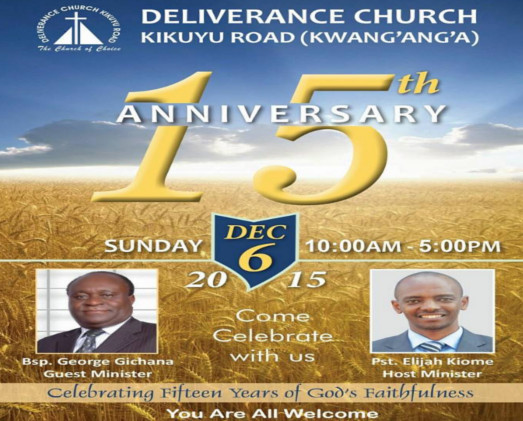 DELIVERANCE CHURCH KIKUYU ROAD
The Church of Choice
DELIVERANCE CHURCH
KIKUYU ROAD (KWANG'ANG'A)
15th
ANNIVERSARY
SUNDAY DEC 6 10:00AM - 5:00PM
2015
Come
Celebrate
with us
Bsp. George Gichana
Guest Minister
Pst. Elijah Kiome
Host Minister
Celebrating Fifteen Years of God's Faithfulness
You Are All Welcome